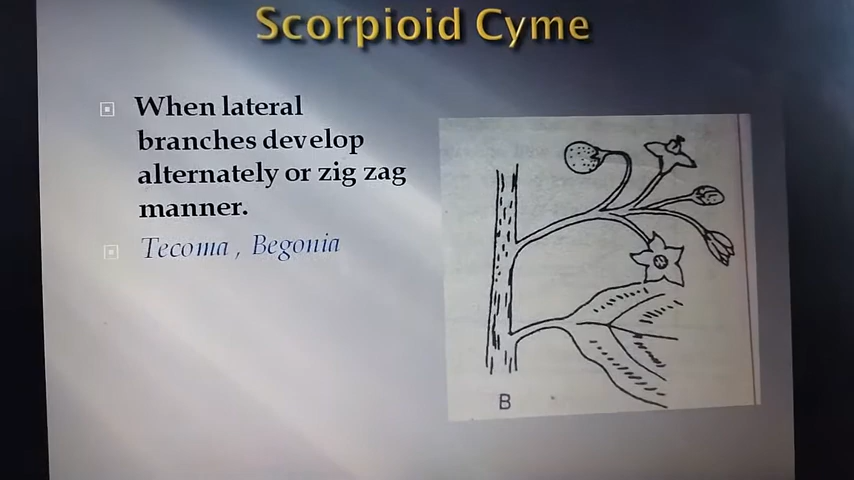 Scorpioid Cyme
When lateral
branches develop
alternately or zig zag
manner.
Tecoma , Begonia
B